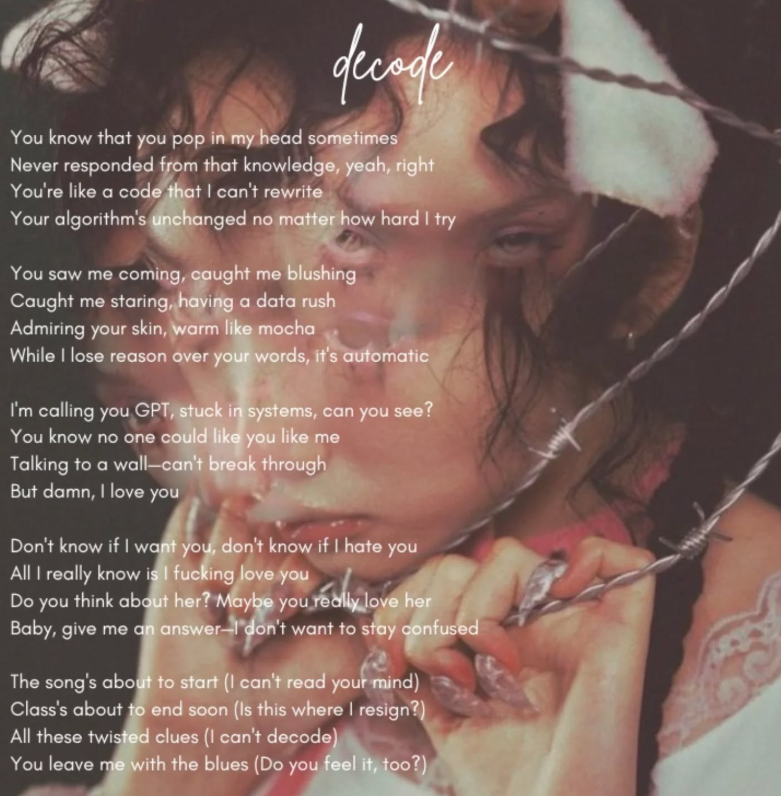 decode
You know that you pop in my head sometimes
Never responded from that knowledge, yeah, right
You're like a code that I can't rewrite
Your algorithm's unchanged no matter how hard I try
You saw me coming, caught me blushing
Caught me staring, having a data rush
Admiring your skin, warm like mocha
While I lose reason over your words, it's automatic
I'm calling you GPT, stuck in systems, can you see?
You know no one could like you like me
Talking to a wall—can't break through
But damn, I love you
Don't know if I want you, don't know if I hate you
All I really know is I fucking love you
Do you think about her? Maybe you really love her
Baby, give me an answer—I don't want to stay confused
The song's about to start (I can't read your mind)
Class's about to end soon (Is this where I resign?)
All these twisted clues (I can't decode)
You leave me with the blues (Do you feel it, too?)